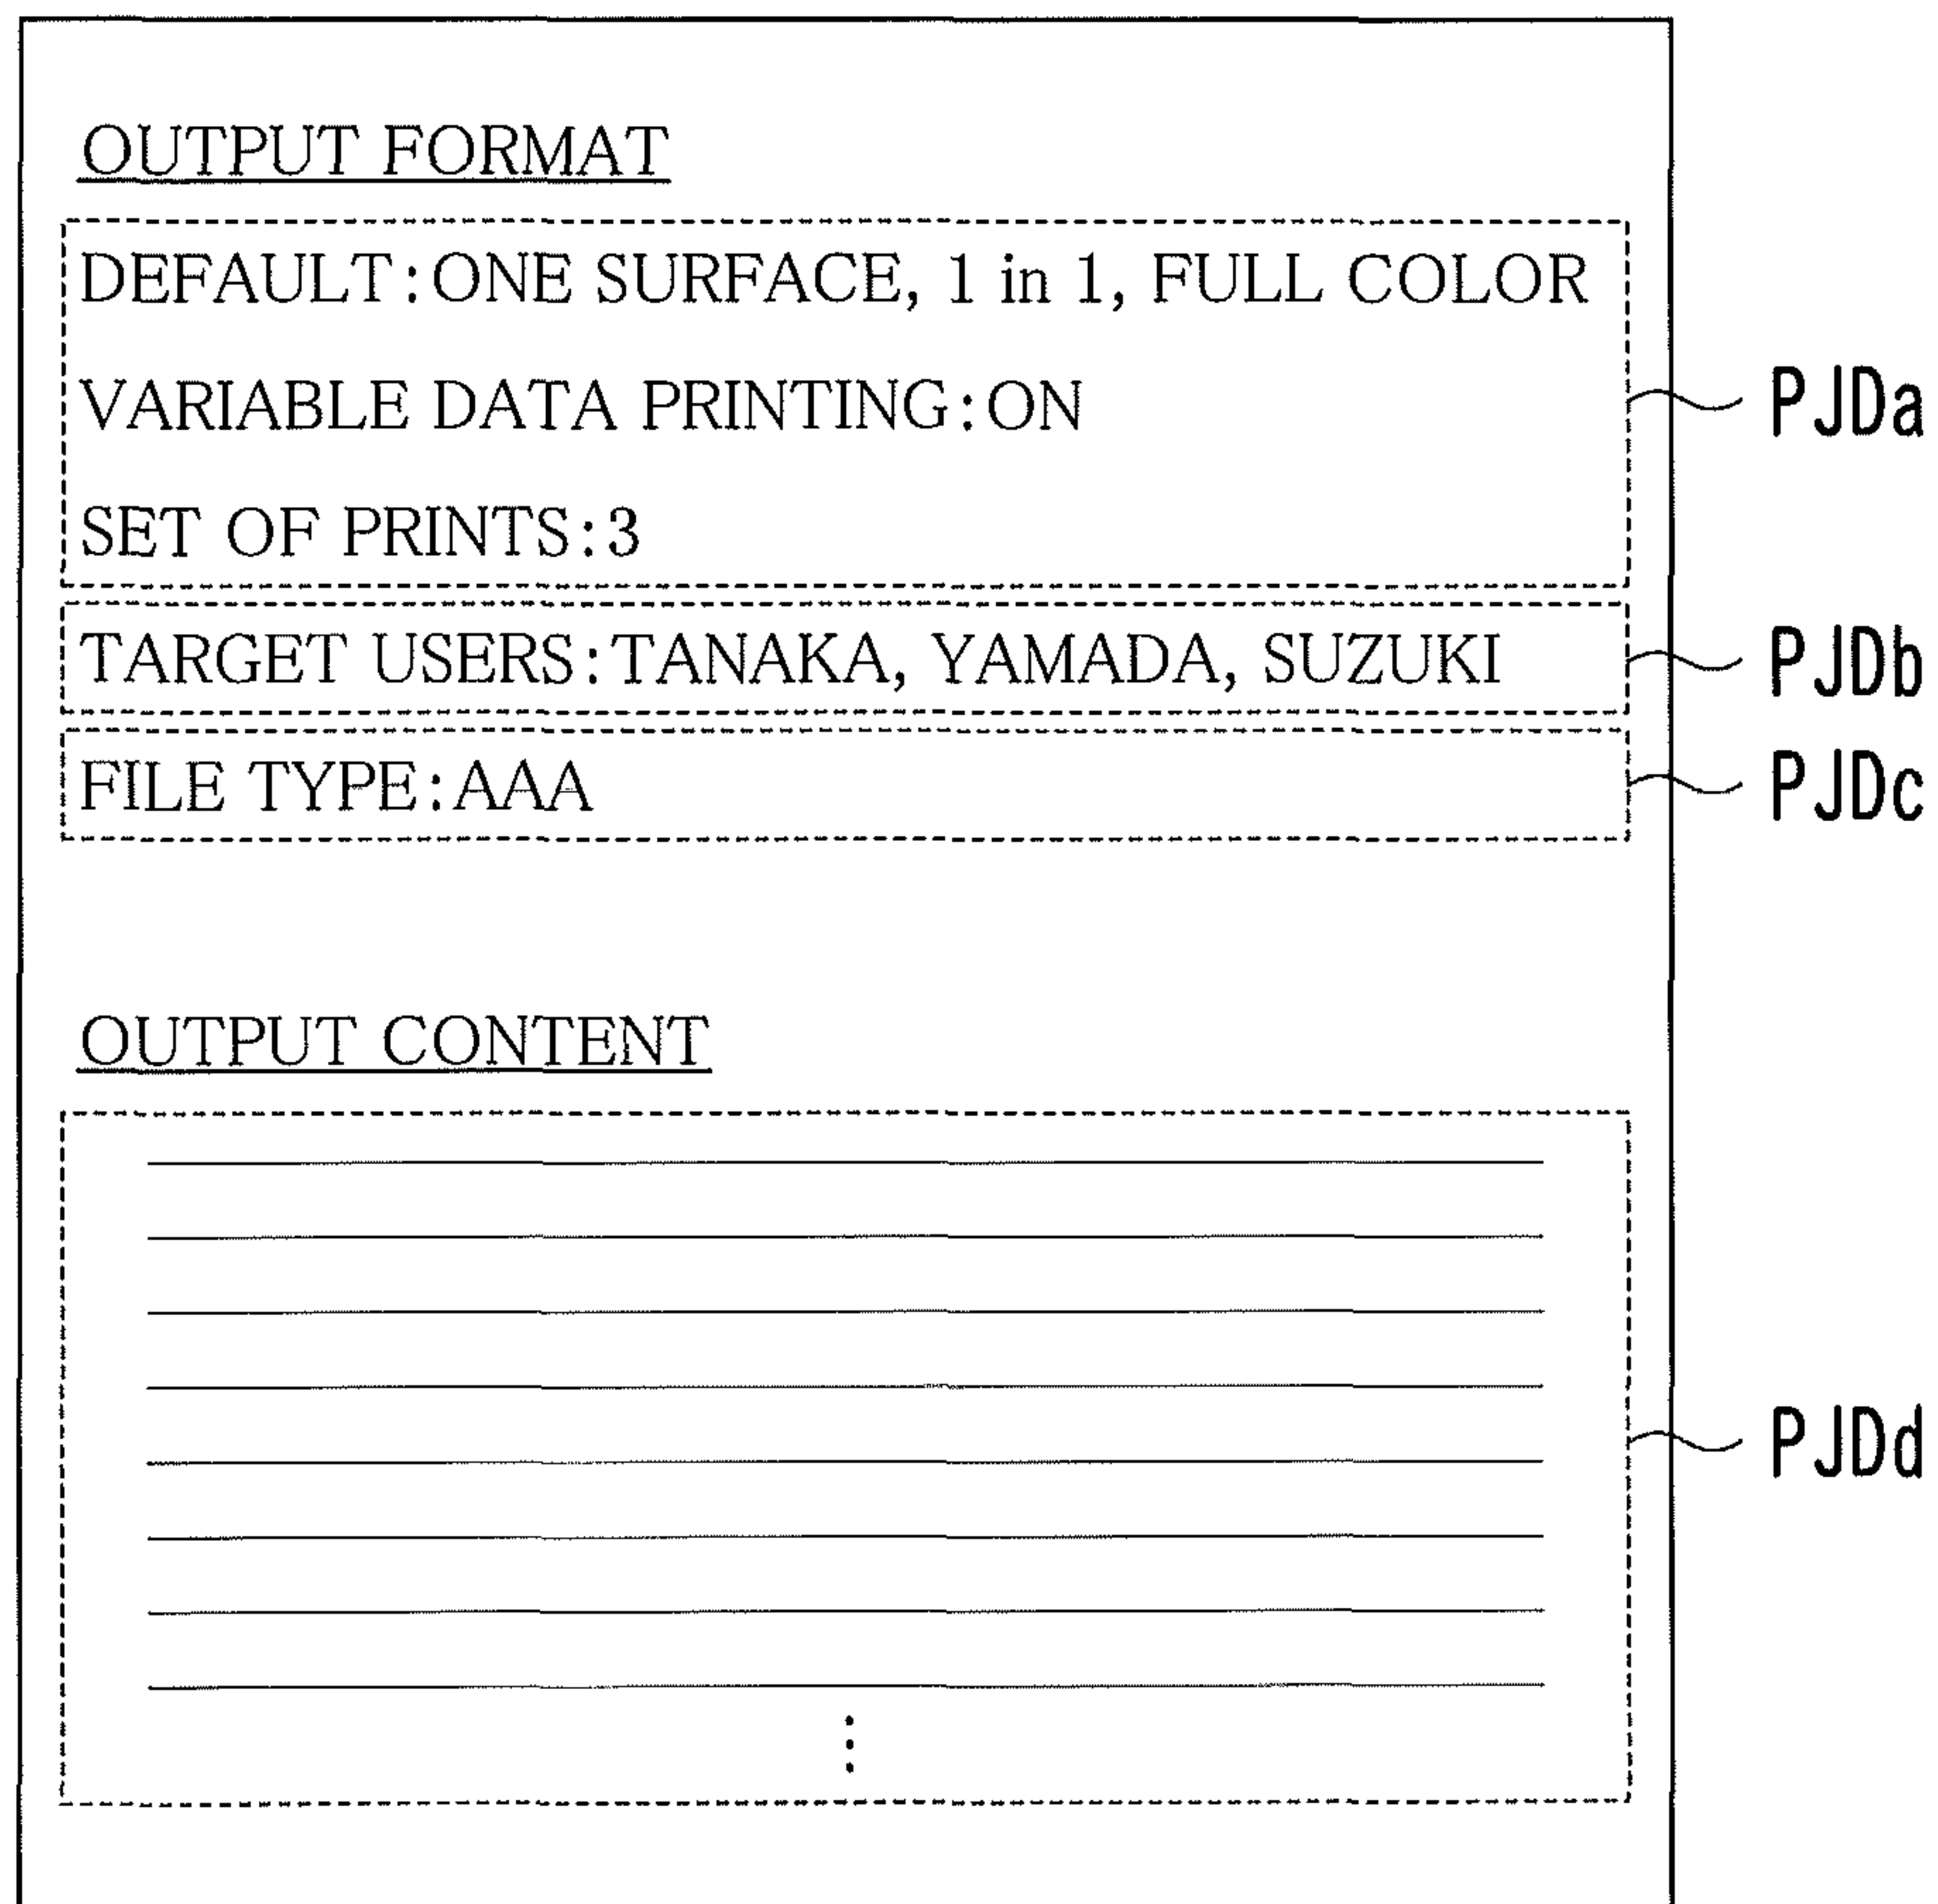 OUTPUT FORMAT
DEFAULT:ONE SURFACE, 1 in 1, FULL COLOR
VARIABLE DATA PRINTING:ON
SET OF PRINTS:3
PJDa
TARGET USERS:TANAKA, YAMADA, SUZUKI
PJDb
FILE TYPE:AAA
PJDc
OUTPUT CONTENT
PJDd